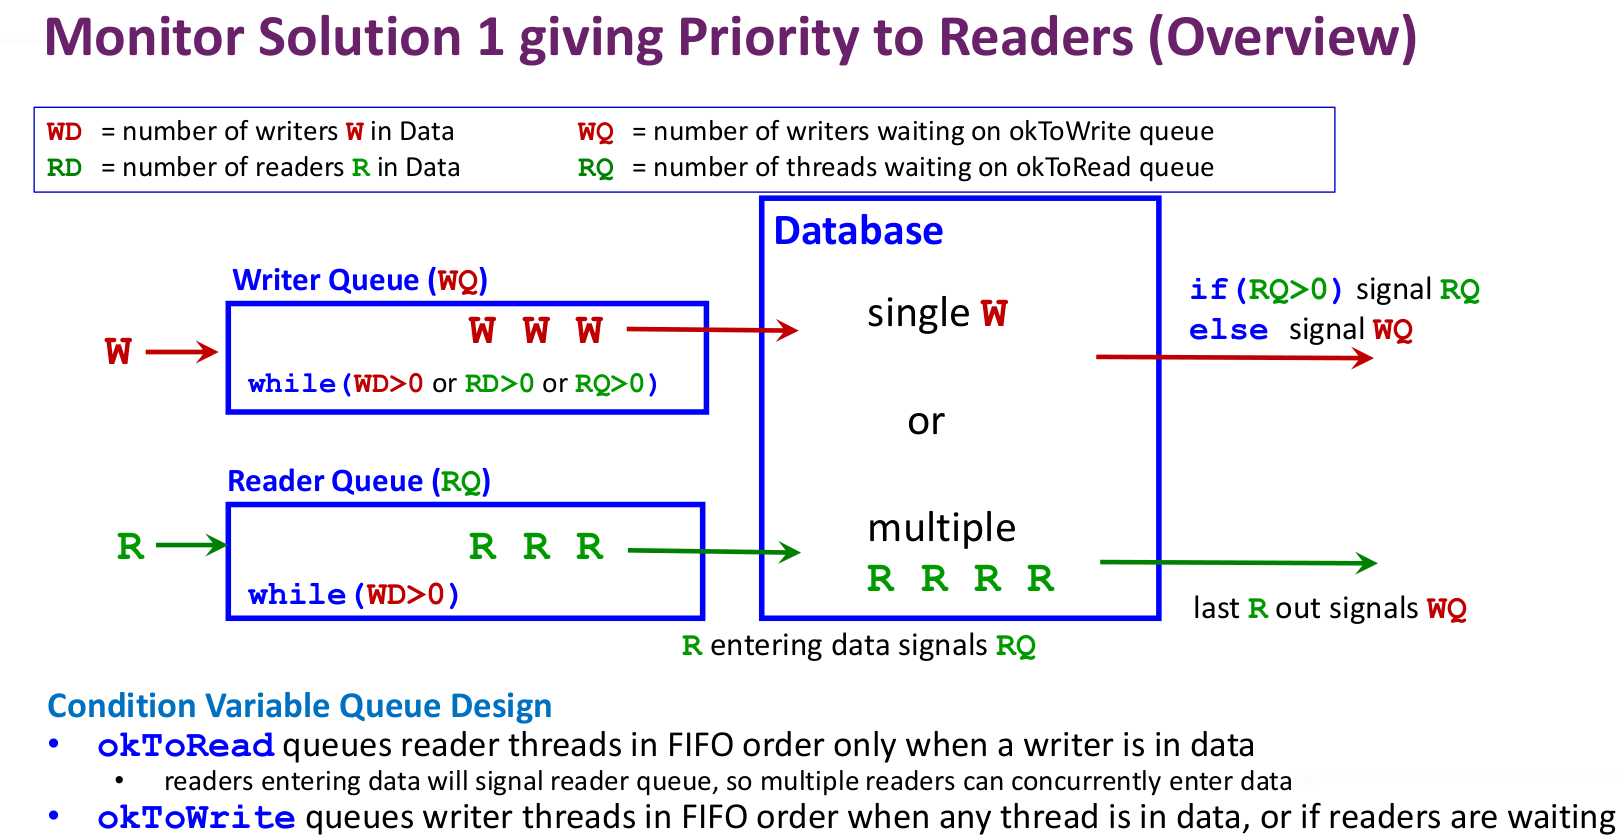 Monitor Solution 1 giving Priority to Readers (Overview)
WD = number of writers W in Data
WQ = number of writers waiting on okToWrite queue
RD = number of readers R in Data
RQ = number of threads waiting on okToRead queue
Database
Writer Queue (WQ)
W
W W W
while(WD>0 or RD>0 or RQ>0)
single W
if(RQ>0) signal RQ
else signal WQ
or
Reader Queue (RQ)
R
R R R
while(WD>0)
multiple
R R R R
last R out signals WQ
R entering data signals RQ
Condition Variable Queue Design
• okToRead queues reader threads in FIFO order only when a writer is in data
• readers entering data will signal reader queue, so multiple readers can concurrently enter data
• okToWrite queues writer threads in FIFO order when any thread is in data, or if readers are waiting